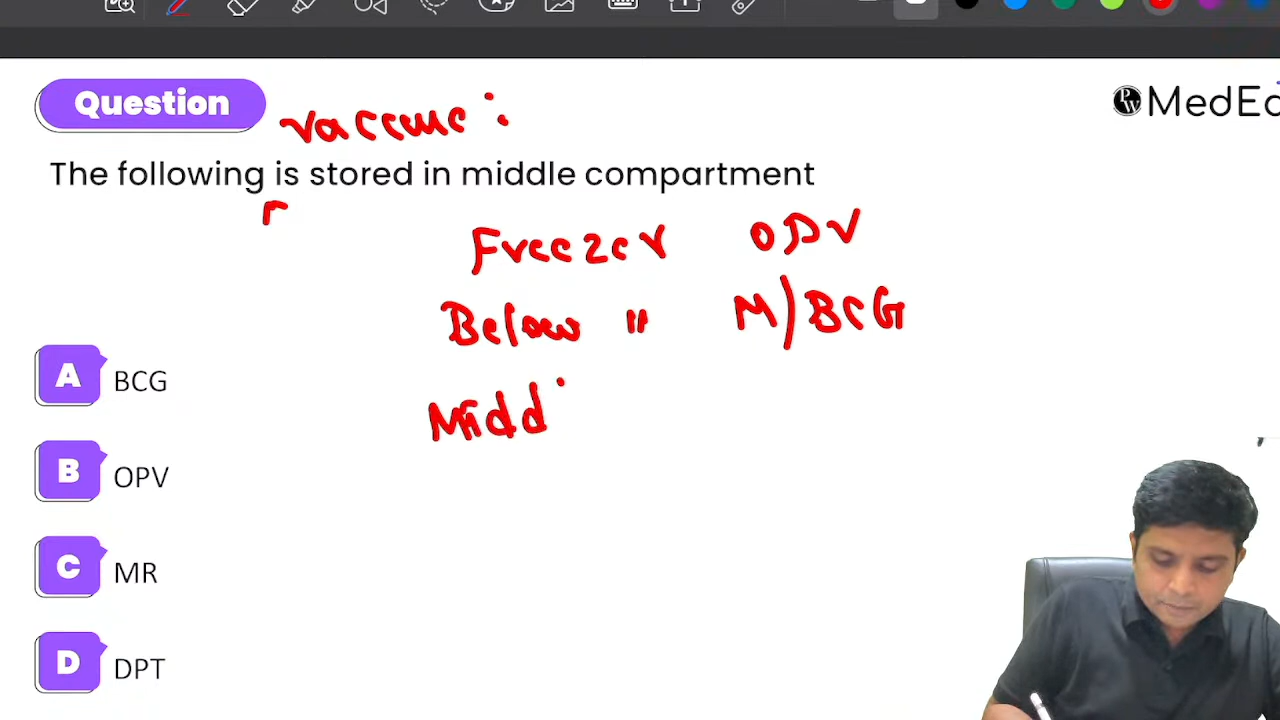 Question
PW MedEd
vaccine :
The following is stored in middle compartment
Freezer OPV
Below " M/BCG
Midd
A BCG
B OPV
C MR
D DPT